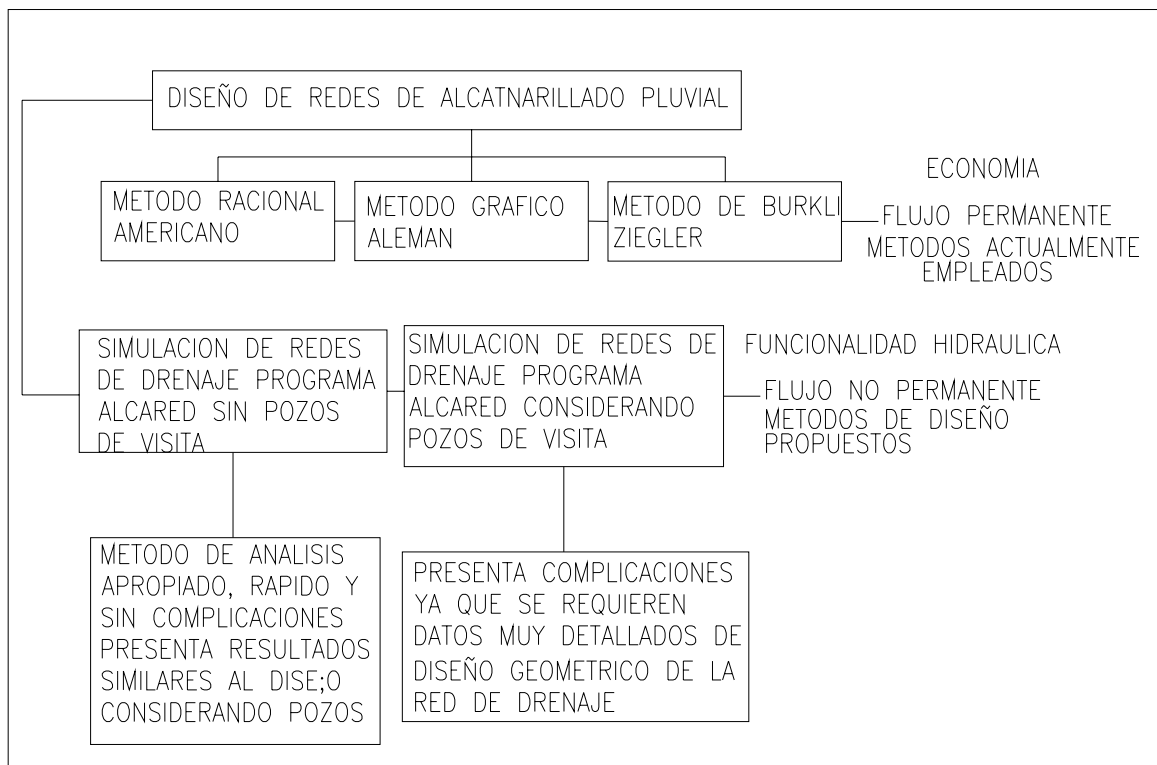 DISEÑO DE REDES DE ALCATNARILLADO PLUVIAL
METODO RACIONAL
AMERICANO
METODO GRAFICO
ALEMAN
METODO DE BURKLI
ZIEGLER
ECONOMIA
FLUJO PERMANENTE
METODOS ACTUALMENTE
EMPLEADOS
SIMULACION DE REDES
DE DRENAJE PROGRAMA
ALCARED SIN POZOS
DE VISITA
SIMULACION DE REDES DE
DRENAJE PROGRAMA
ALCARED CONSIDERANDO
POZOS DE VISITA
FUNCIONALIDAD HIDRAULICA
FLUJO NO PERMANENTE
METODOS DE DISEÑO
PROPUESTOS
METODO DE ANALISIS
APROPIADO, RAPIDO Y
SIN COMPLICACIONES
PRESENTA RESULTADOS
SIMILARES AL DISE;O
CONSIDERANDO POZOS
PRESENTA COMPLICACIONES
YA QUE SE REQUIEREN
DATOS MUY DETALLADOS DE
DISEÑO GEOMETRICO DE LA
RED DE DRENAJE